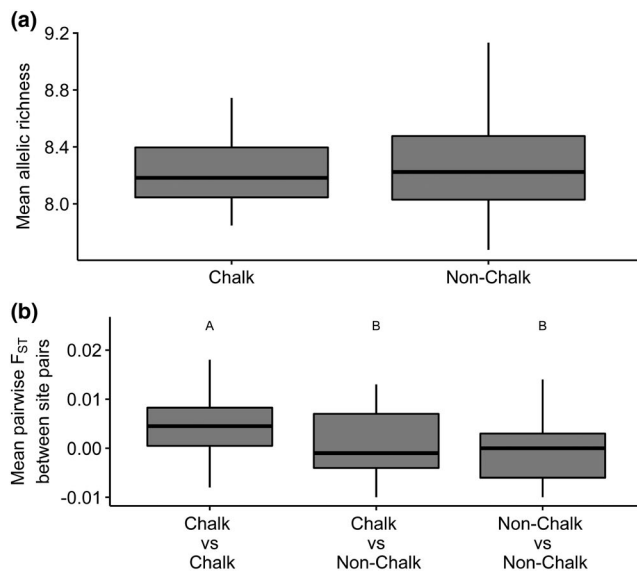 (a)
Mean allelic richness
9.2
8.8
8.4
8.0
Chalk
Non-Chalk
(b)
Mean pairwise FST
between site pairs
A
B
B
0.02
0.01
0.00
-0.01
Chalk
vs
Chalk
Chalk
vs
Non-Chalk
Non-Chalk
vs
Non-Chalk